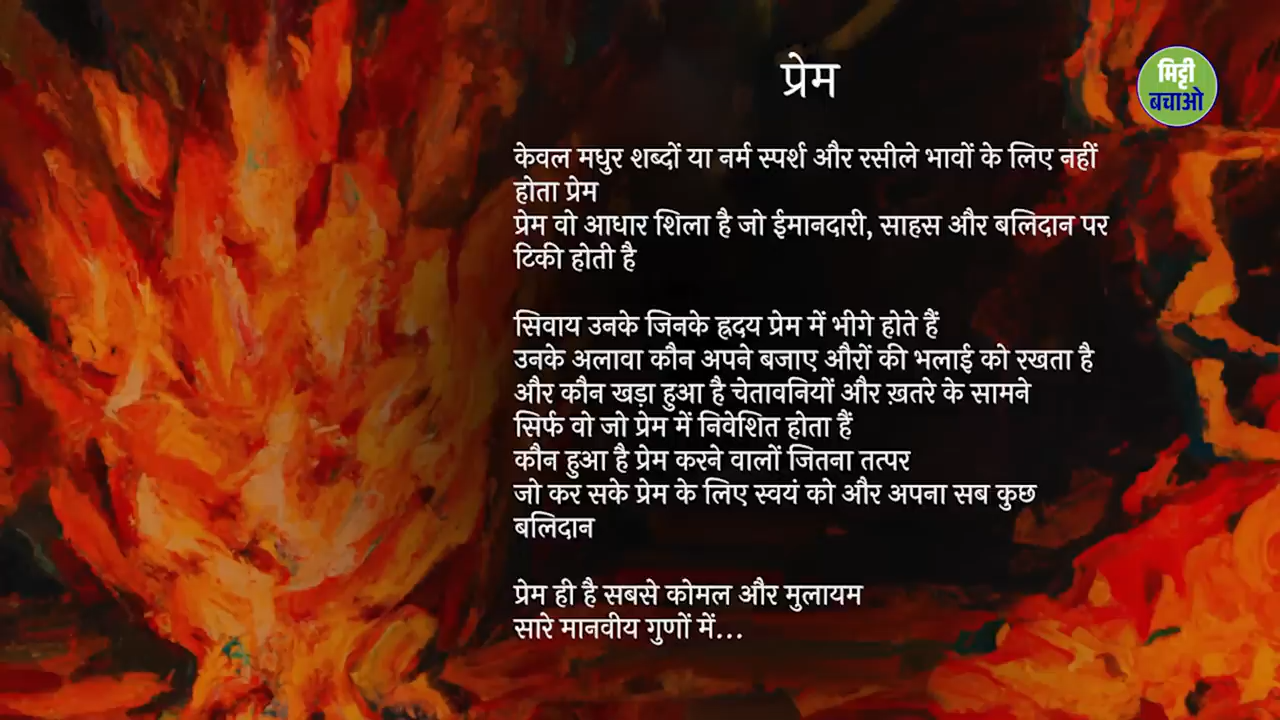 प्रेम
मिट्टी
बचाओ
केवल मधुर शब्दों या नर्म स्पर्श और रसीले भावों के लिए नहीं
होता प्रेम
प्रेम वो आधार शिला है जो ईमानदारी, साहस और बलिदान पर
टिकी होती है
सिवाय उनके जिनके ह्रदय प्रेम में भीगे होते हैं
उनके अलावा कौन अपने बजाए औरों की भलाई को रखता है
और कौन खड़ा हुआ है चेतावनियों और ख़तरे के सामने
सिर्फ वो जो प्रेम में निवेशित होता हैं
कौन हुआ है प्रेम करने वालों जितना तत्पर
जो कर सके प्रेम के लिए स्वयं को और अपना सब कुछ
बलिदान
प्रेम ही है सबसे कोमल और मुलायम
सारे मानवीय गुणों में...